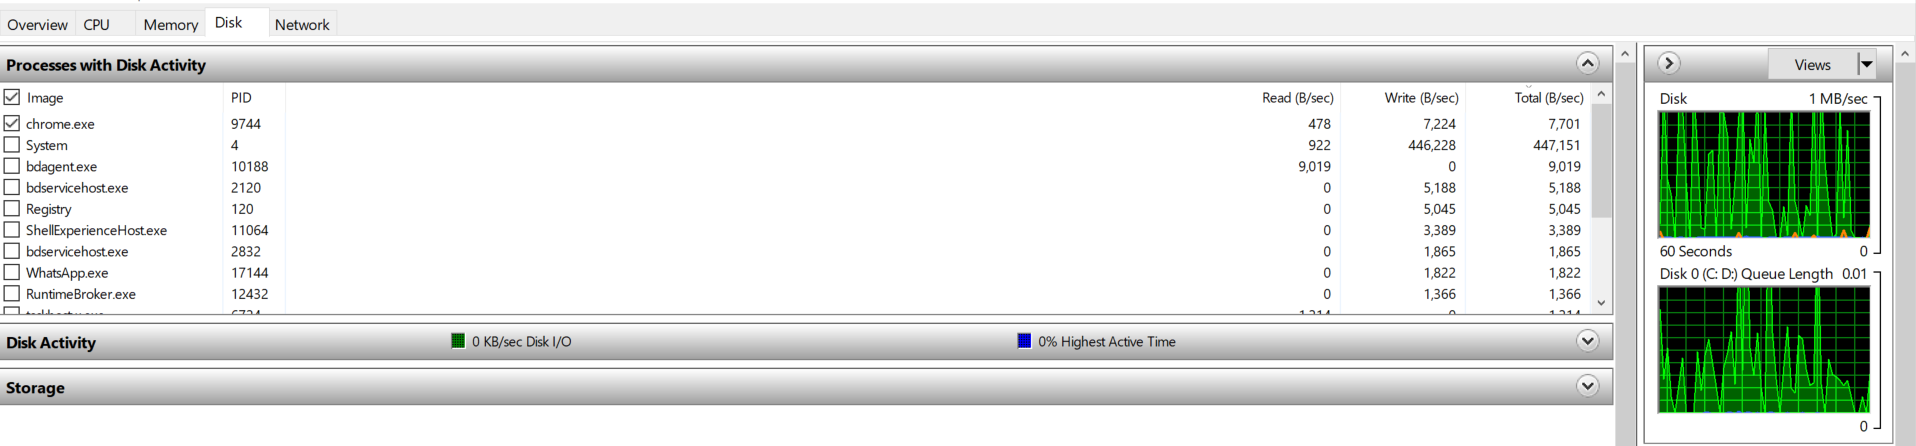 Overview CPU Memory Disk Network
Processes with Disk Activity
Image PID Read (B/sec) Write (B/sec) Total (B/sec)
chrome.exe 9744 478 7,224 7,701
System 4 922 446,228 447,151
bdagent.exe 10188 9,019 0 9,019
bdservicehost.exe 2120 0 5,188 5,188
Registry 120 0 5,045 5,045
ShellExperienceHost.exe 11064 0 3,389 3,389
bdservicehost.exe 2832 0 1,865 1,865
WhatsApp.exe 17144 0 1,822 1,822
RuntimeBroker.exe 12432 0 1,366 1,366
Disk Activity 0 KB/sec Disk I/O 0% Highest Active Time
Storage
Views
Disk 1 MB/sec
60 Seconds 0
Disk 0 (C: D:) Queue Length 0.01
0